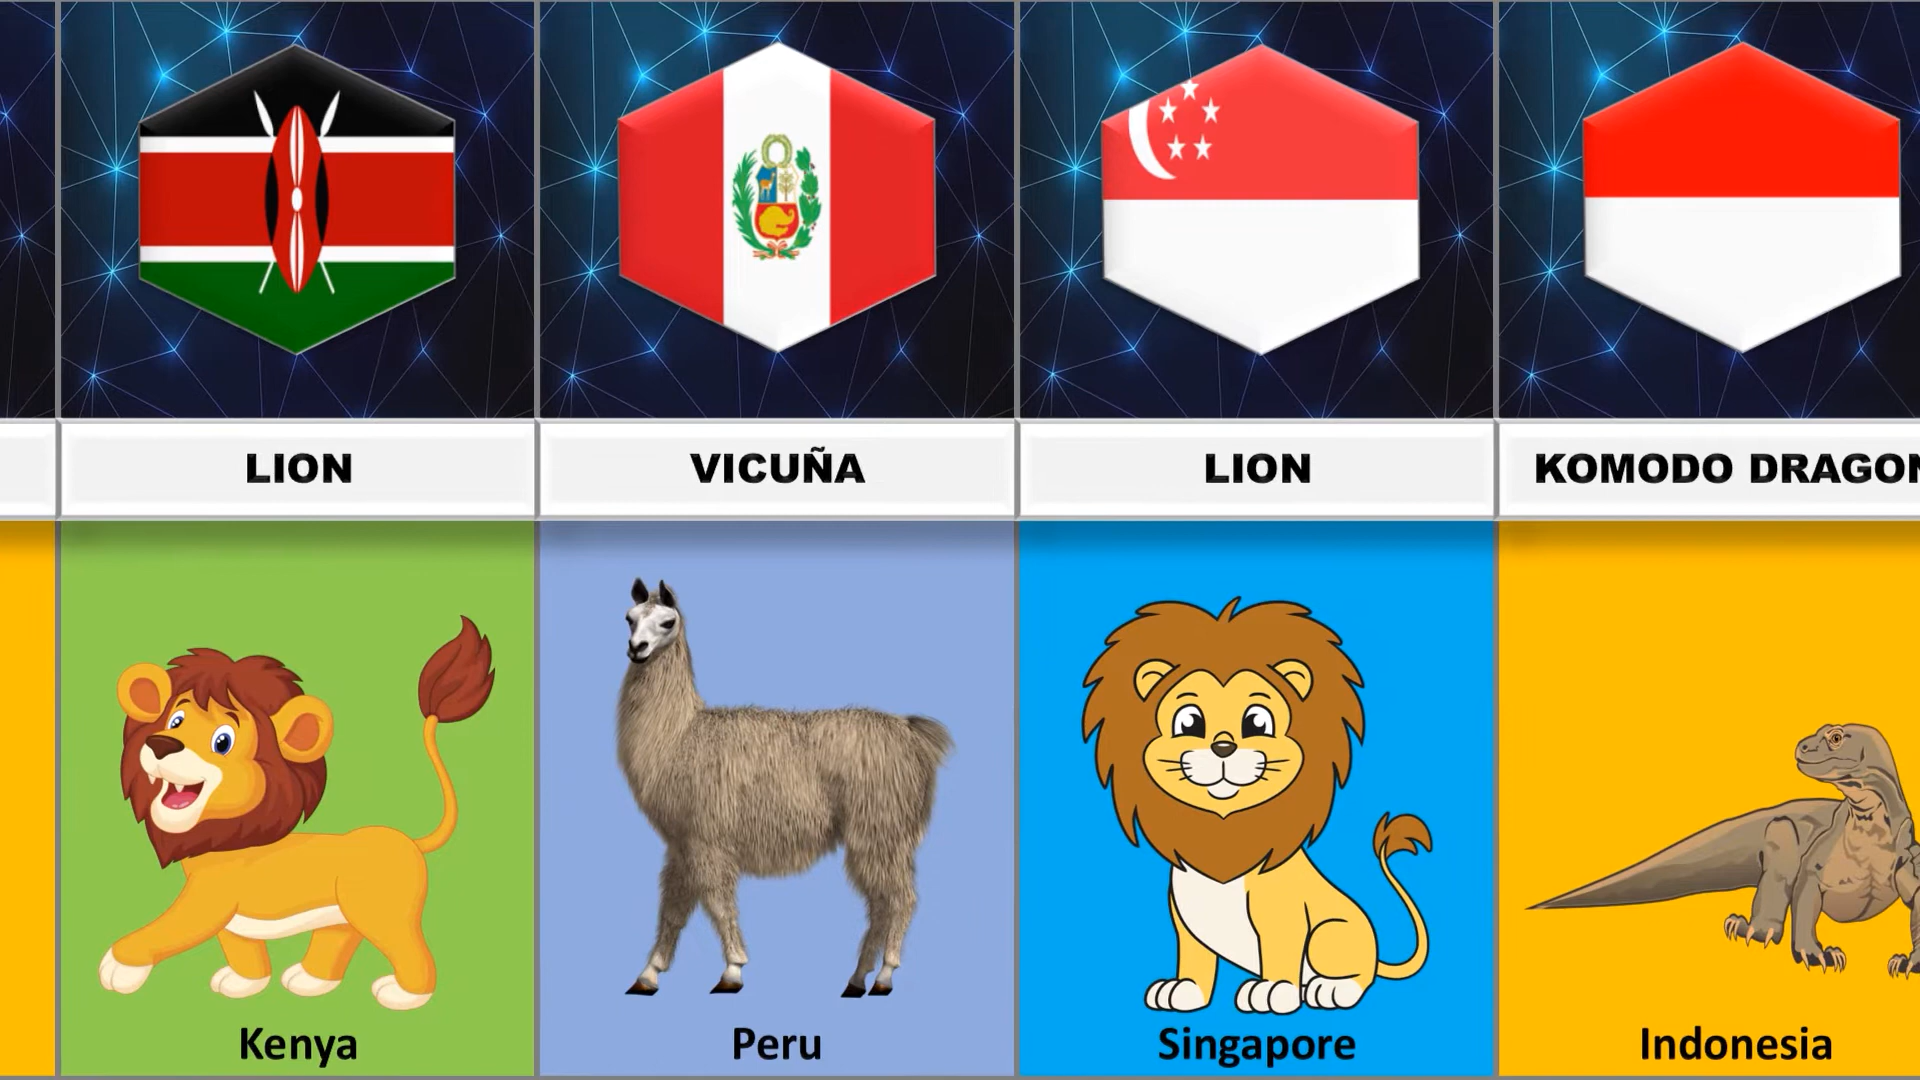 LION
VICUÑA
LION
KOMODO DRAGON
Kenya
Peru
Singapore
Indonesia